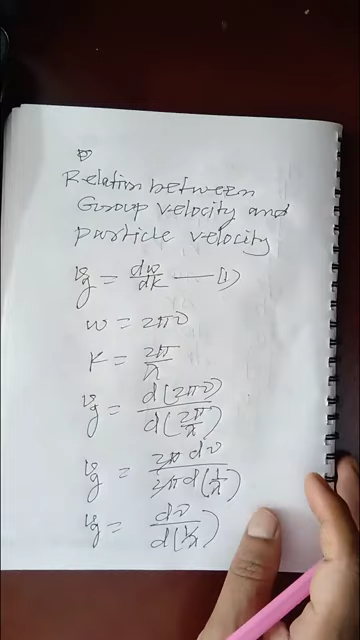 Relation between
Group velocity and
particle velocity
vg = dω/dk —— (1)
ω = 2πν
K = 2π/λ
vg = d(2πν)/d(2π/λ)
vg = 2π dν/2π d(1/λ)
vg = dν/d(1/λ)